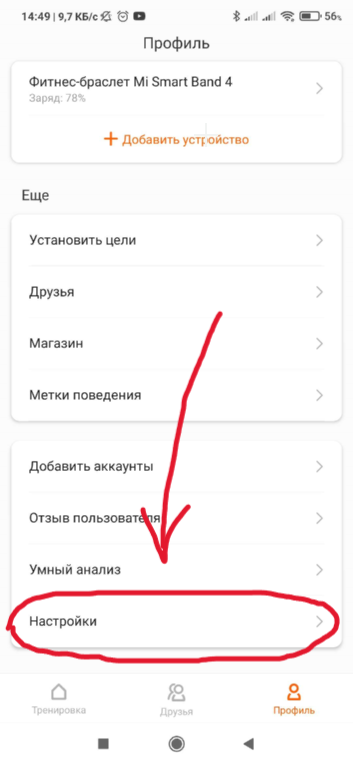 14:49 | 9,7 КБ/с
56%
Профиль
Фитнес-браслет Mi Smart Band 4
Заряд: 78%
+ Добавить устройство
Еще
Установить цели
Друзья
Магазин
Метки поведения
Добавить аккаунты
Отзыв пользователя
Умный анализ
Настройки
Тренировка
Друзья
Профиль